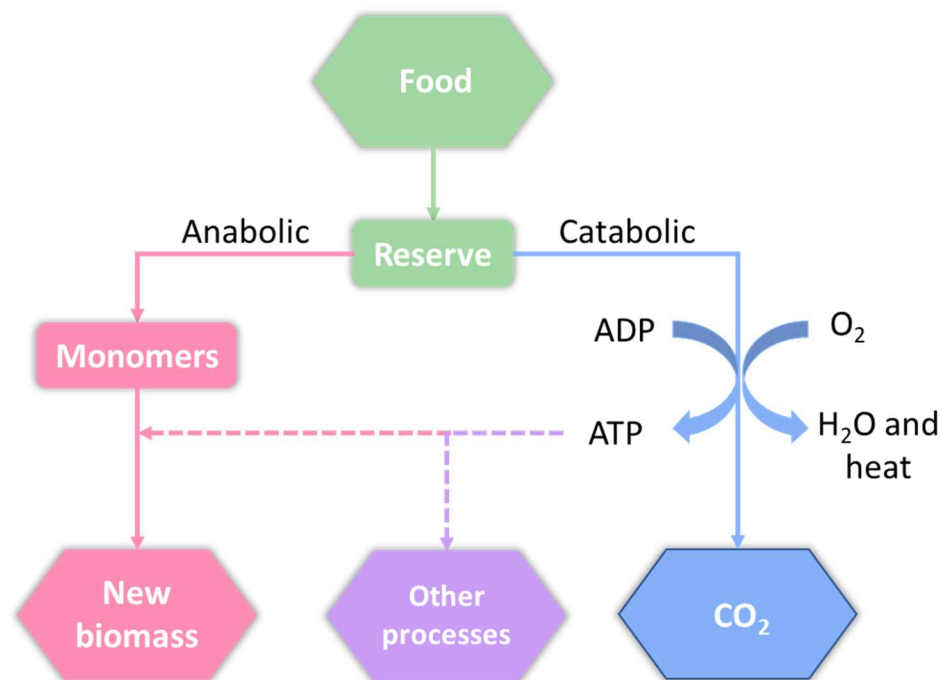 Food
Anabolic
Catabolic
Reserve
ADP
O₂
Monomers
ATP
H₂O and
heat
New
biomass
Other
processes
CO₂